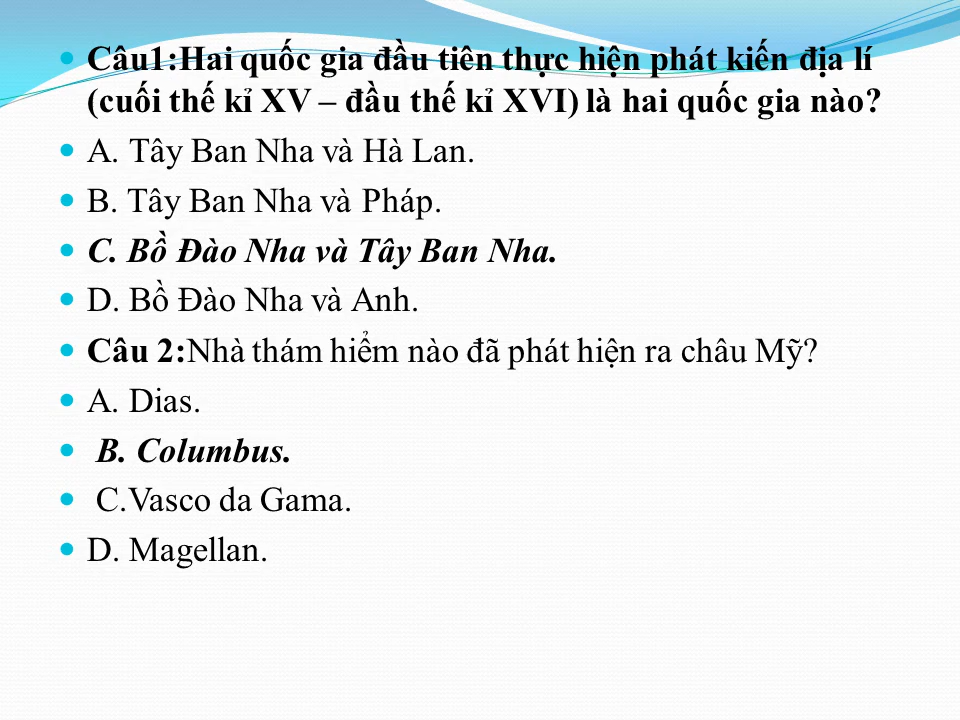 Câu1:Hai quốc gia đầu tiên thực hiện phát kiến địa lí
(cuối thế kỉ XV – đầu thế kỉ XVI) là hai quốc gia nào?
A. Tây Ban Nha và Hà Lan.
B. Tây Ban Nha và Pháp.
C. Bồ Đào Nha và Tây Ban Nha.
D. Bồ Đào Nha và Anh.
Câu 2:Nhà thám hiểm nào đã phát hiện ra châu Mỹ?
A. Dias.
B. Columbus.
C.Vasco da Gama.
D. Magellan.